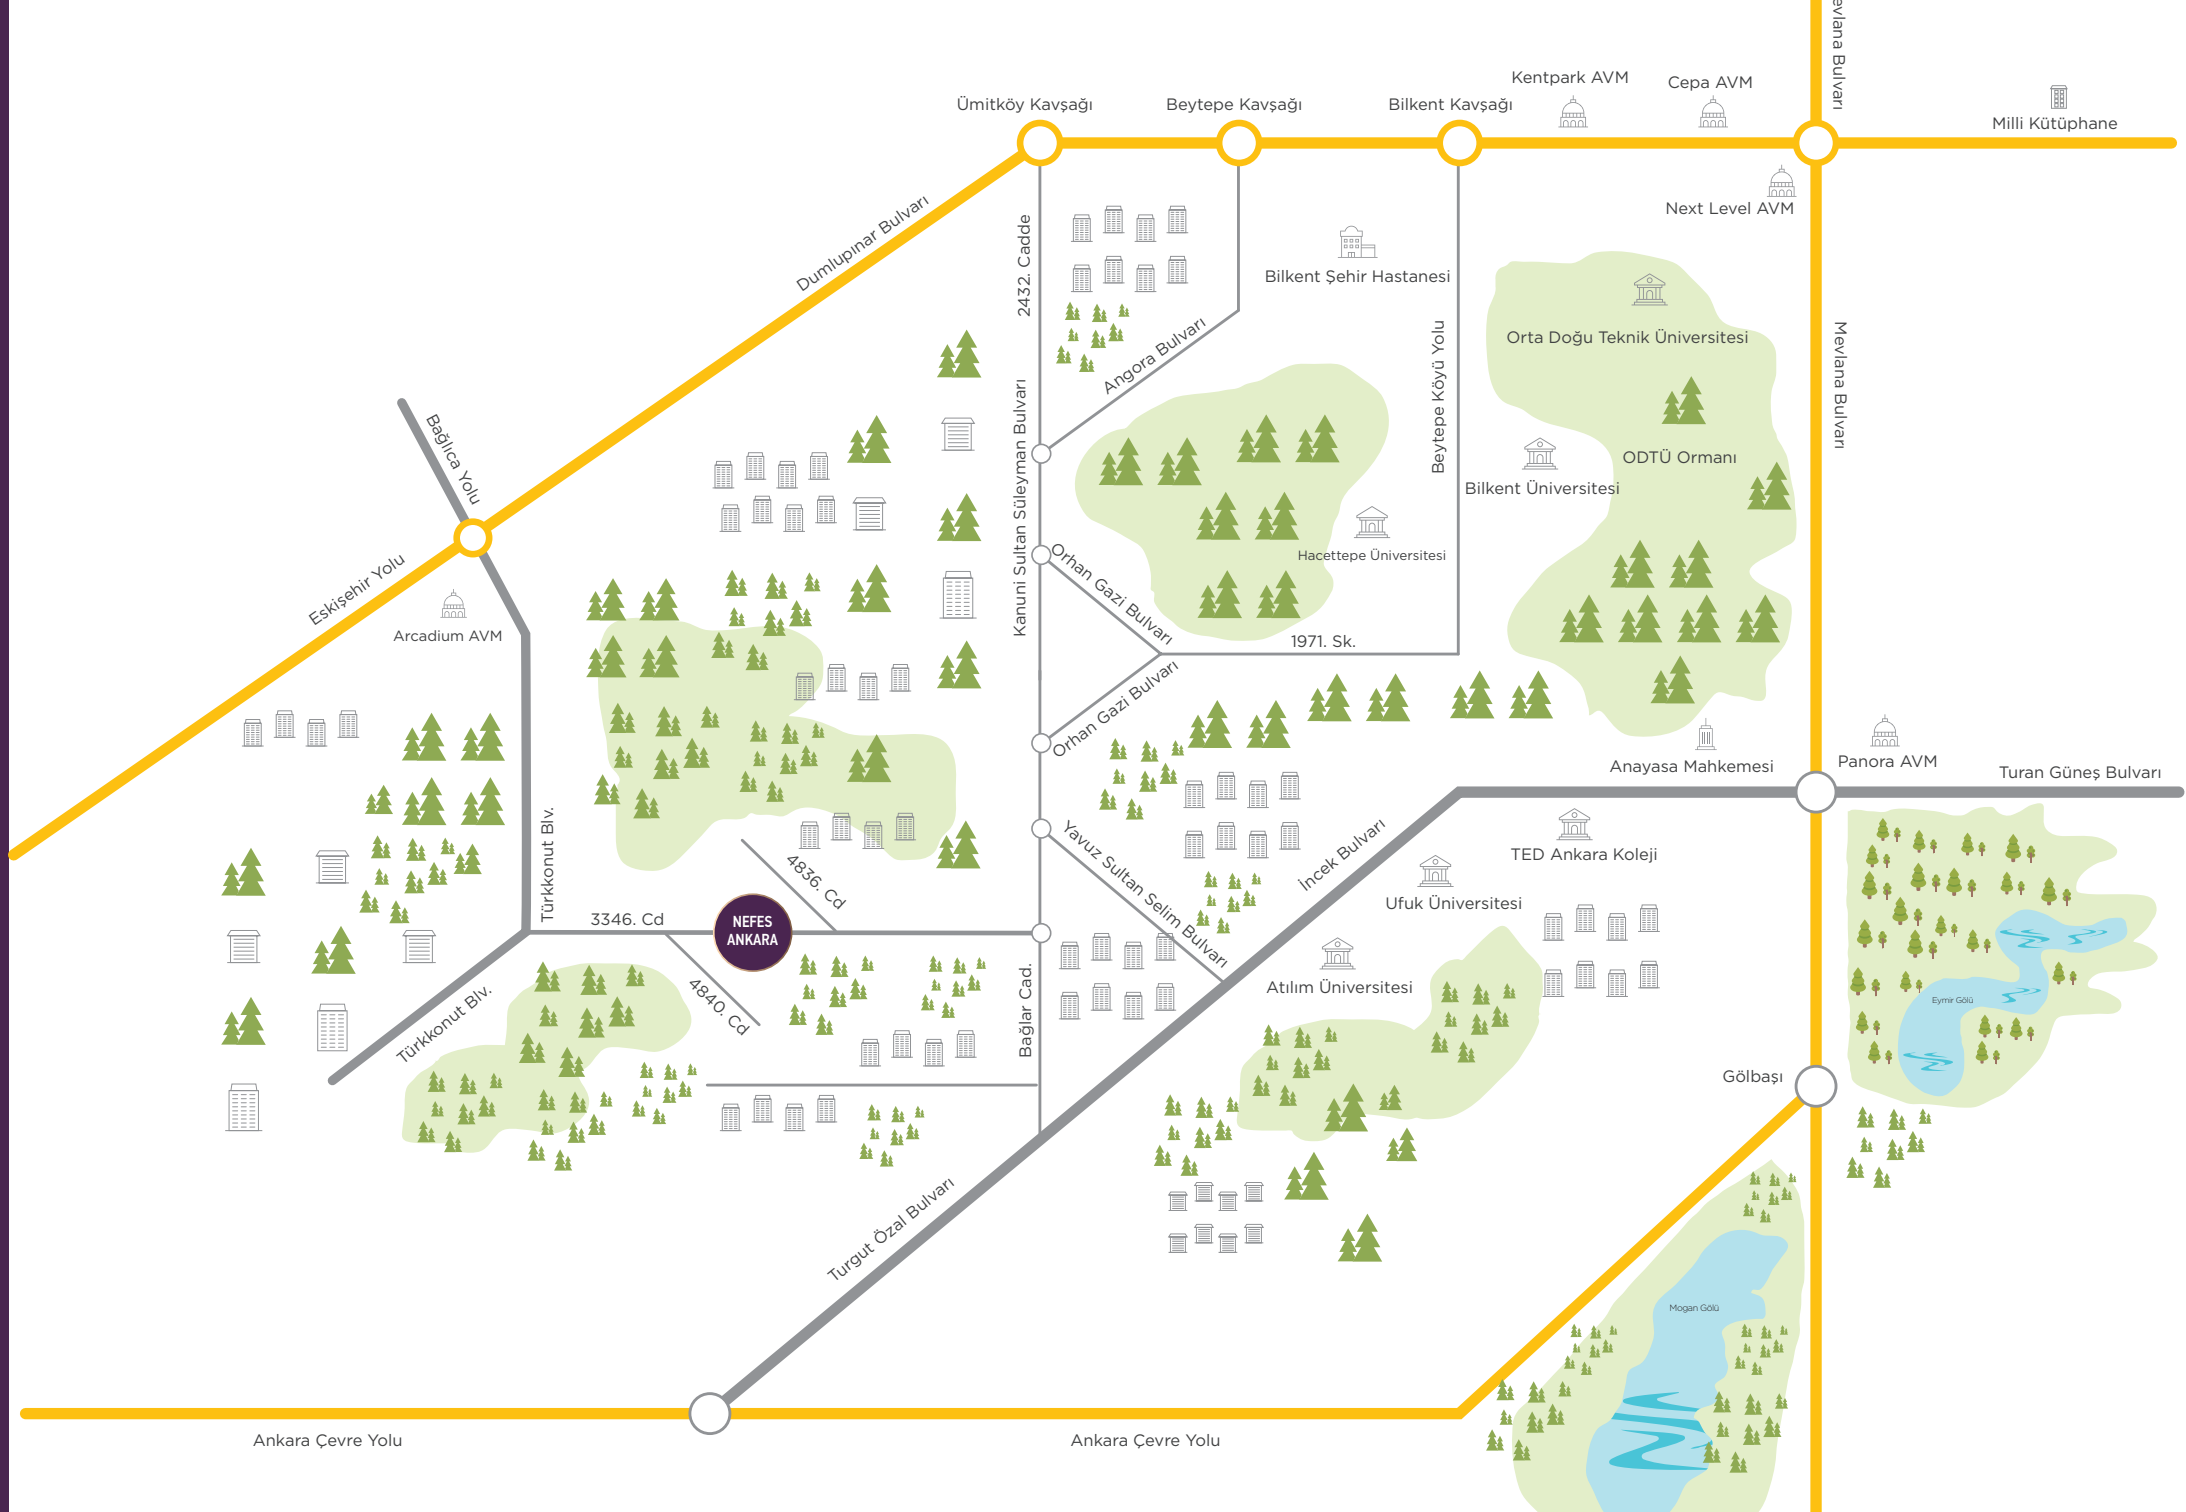 Mevlana Bulvarı
Kentpark AVM
Cepa AVM
Ümitköy Kavşağı
Beytepe Kavşağı
Bilkent Kavşağı
Milli Kütüphane
Next Level AVM
Dumlupınar Bulvarı
2432. Cadde
Bilkent Şehir Hastanesi
Orta Doğu Teknik Üniversitesi
Angora Bulvarı
Beytepe Köyü Yolu
Mevlana Bulvarı
Bağlıca Yolu
Kanuni Sultan Süleyman Bulvarı
ODTÜ Ormanı
Bilkent Üniversitesi
Hacettepe Üniversitesi
Eskişehir Yolu
Orhan Gazi Bulvarı
Arcadium AVM
1971. Sk.
Orhan Gazi Bulvarı
Anayasa Mahkemesi
Panora AVM
Turan Güneş Bulvarı
Türkkonut Blv.
4836. Cd
Yavuz Sultan Selim Bulvarı
İncek Bulvarı
TED Ankara Koleji
Ufuk Üniversitesi
3346. Cd
NEFES
ANKARA
Atılım Üniversitesi
Eymir Gölü
Türkkonut Blv.
4840. Cd
Bağlar Cad.
Gölbaşı
Turgut Özal Bulvarı
Mogan Gölü
Ankara Çevre Yolu
Ankara Çevre Yolu